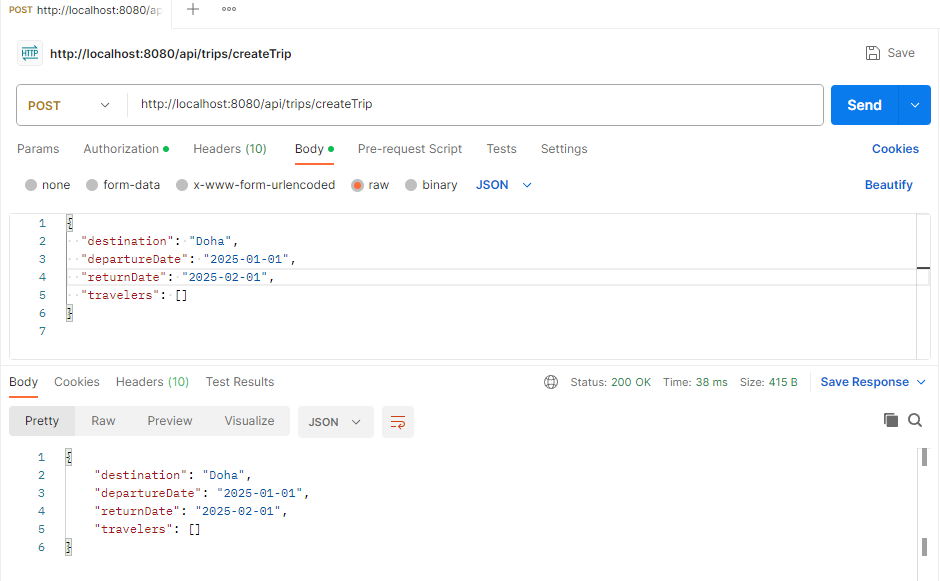 POST http://localhost:8080/ap
HTTP http://localhost:8080/api/trips/createTrip Save
POST http://localhost:8080/api/trips/createTrip Send
Params Authorization Headers (10) Body Pre-request Script Tests Settings Cookies
none form-data x-www-form-urlencoded raw binary JSON Beautify
1 {
2 "destination": "Doha",
3 "departureDate": "2025-01-01",
4 "returnDate": "2025-02-01",
5 "travelers": []
6 }
7
Body Cookies Headers (10) Test Results Status: 200 OK Time: 38 ms Size: 415 B Save Response
Pretty Raw Preview Visualize JSON
1 {
2 "destination": "Doha",
3 "departureDate": "2025-01-01",
4 "returnDate": "2025-02-01",
5 "travelers": []
6 }